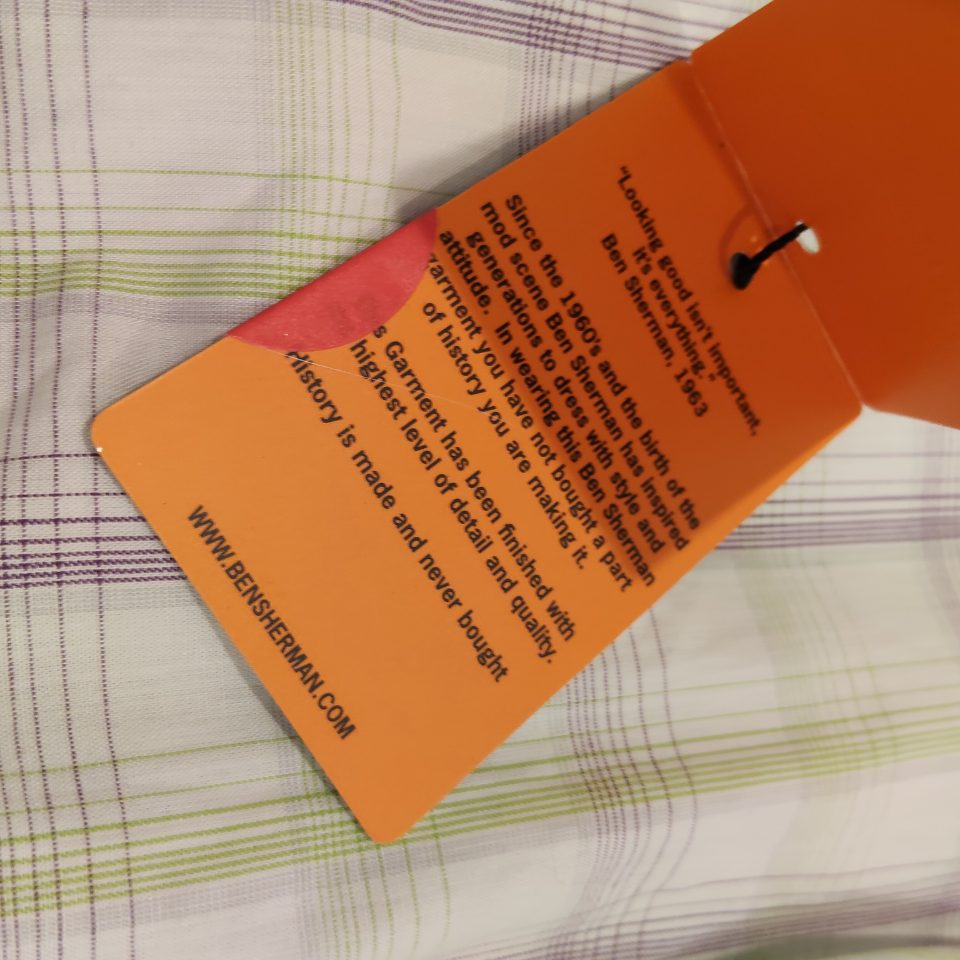 "Looking good isn't important,
it's everything."
Ben Sherman, 1963
Since the 1960's and the birth of the
mod scene Ben Sherman has inspired
generations to dress with style and
attitude. In wearing this Ben Sherman
garment you have not bought a part
of history you are making it.
Garment has been finished with
highest level of detail and quality.
History is made and never bought
WWW.BENSHERMAN.COM